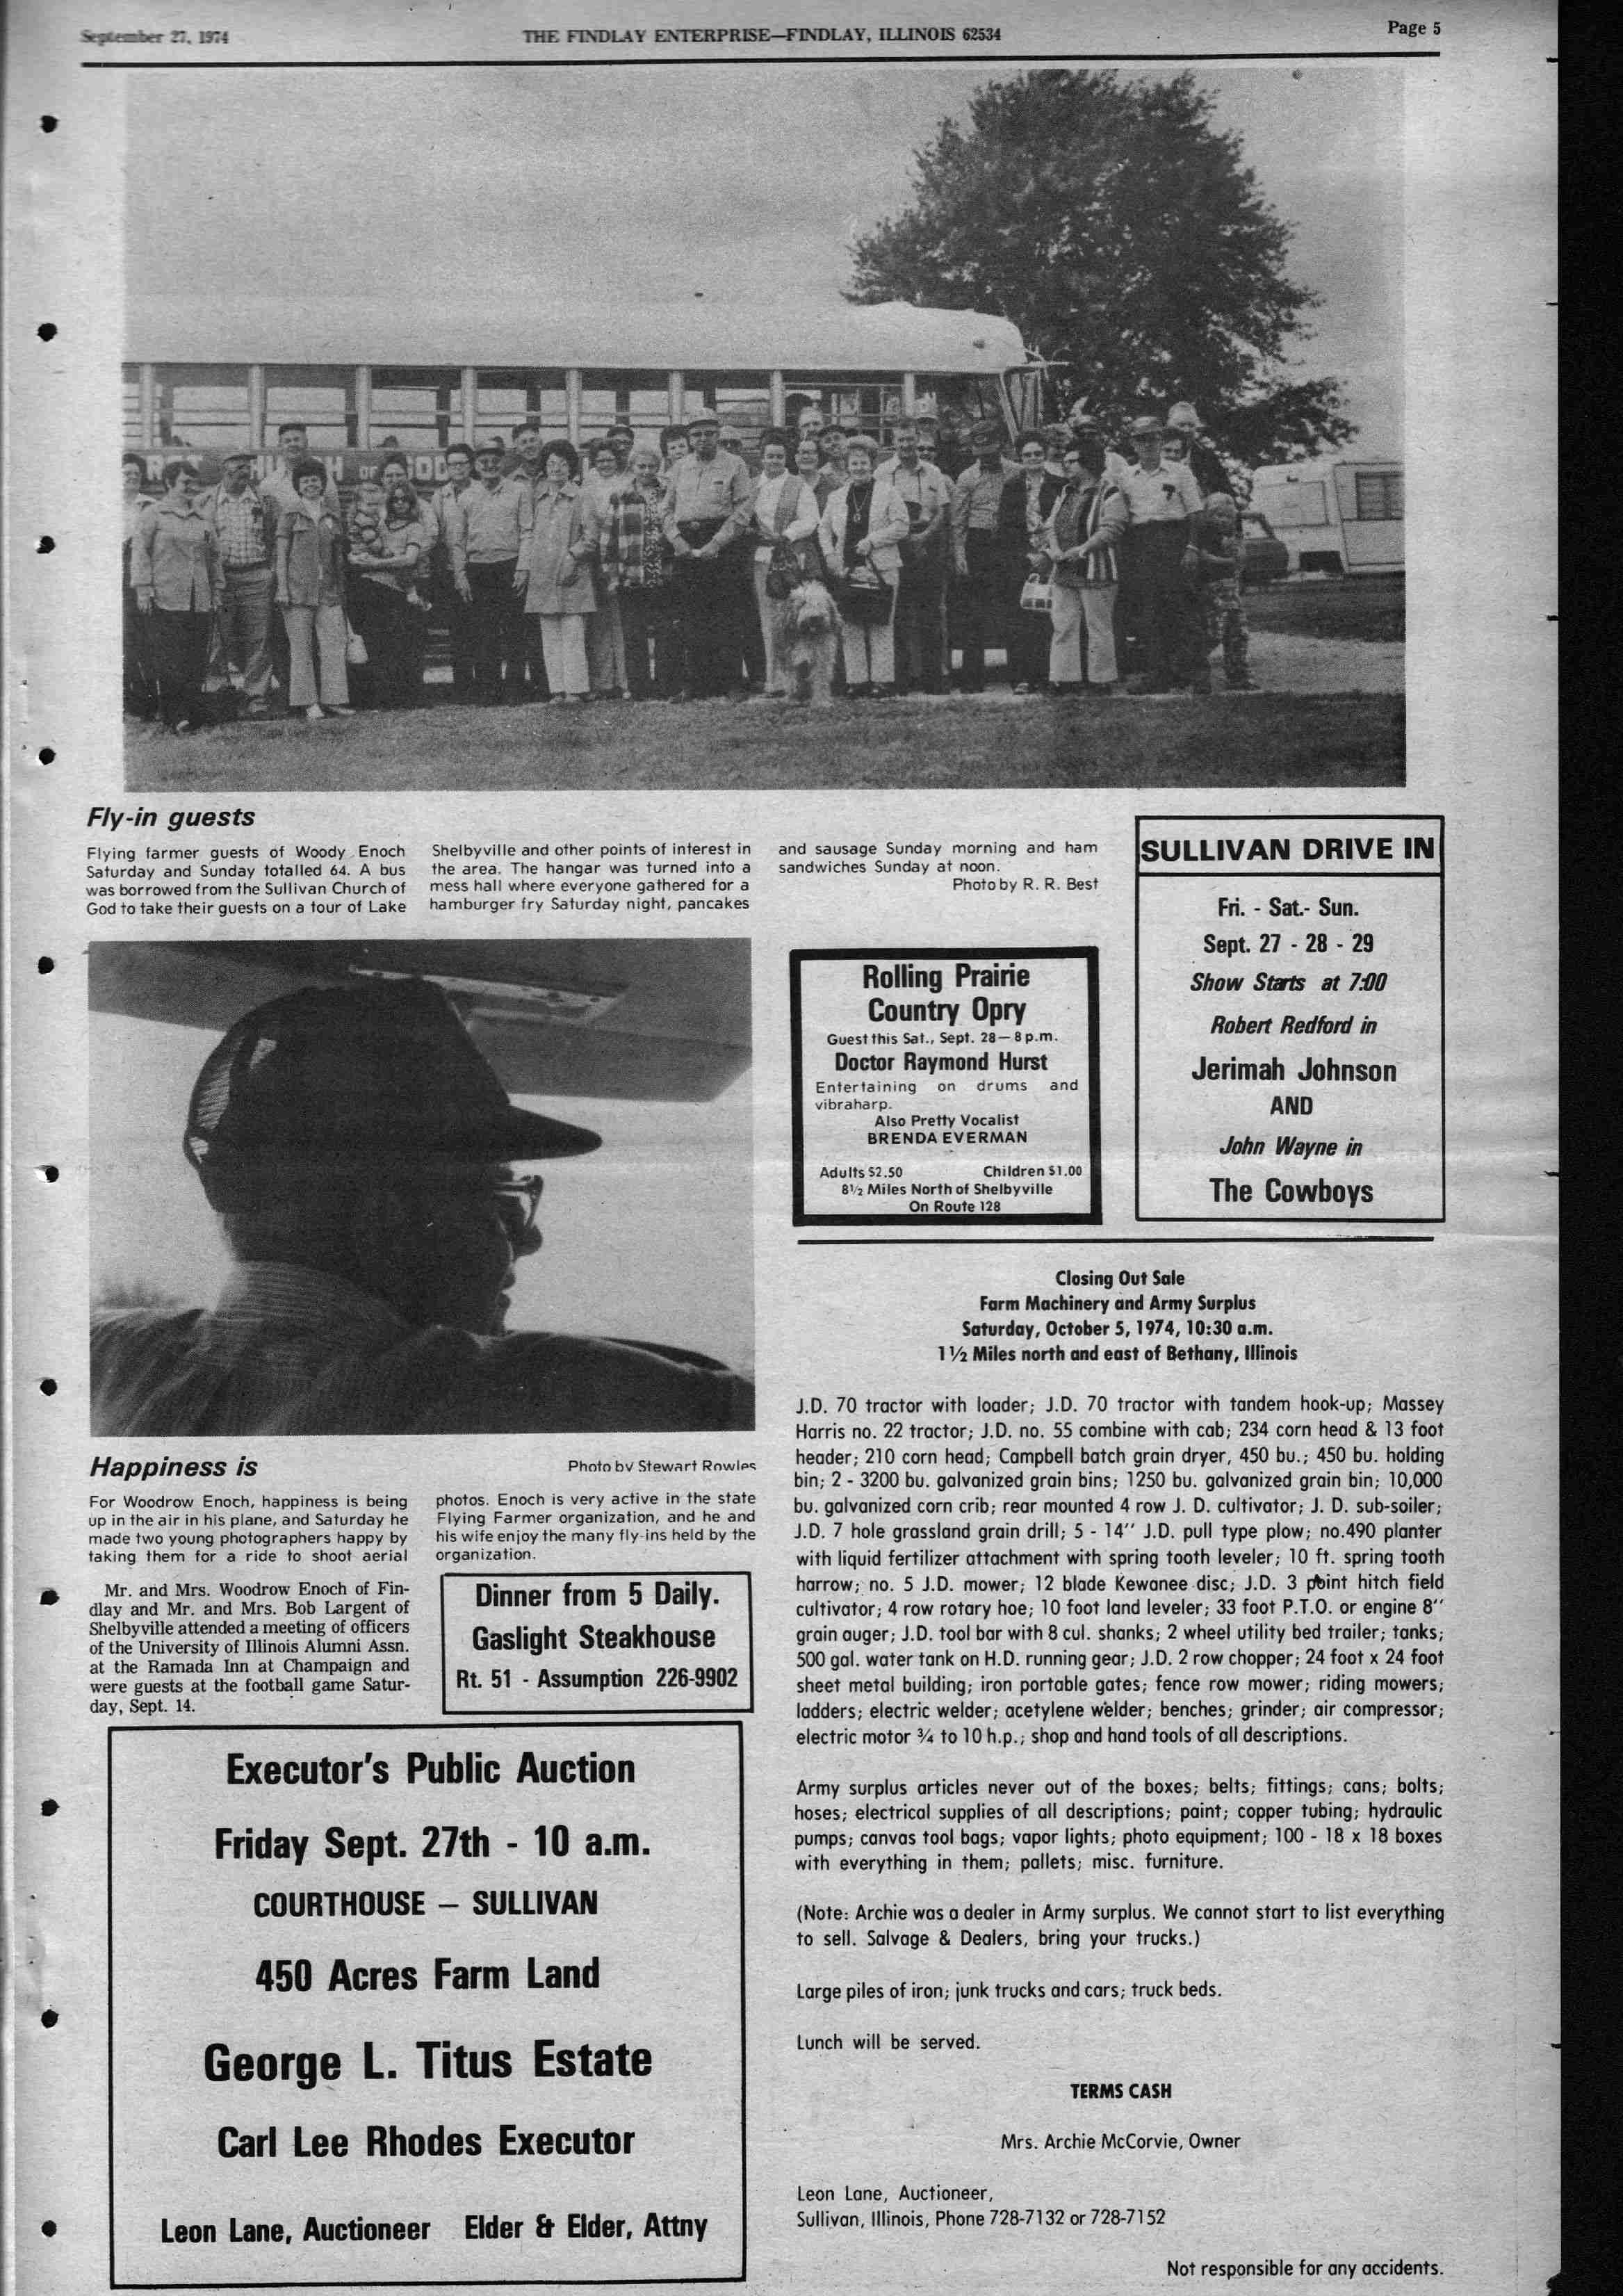 September 27, 1974
THE FINDLAY ENTERPRISE—FINDLAY, ILLINOIS 62534
Page 5
Fly-in guests
Flying farmer guests of Woody Enoch
Saturday and Sunday totalled 64. A bus
was borrowed from the Sullivan Church of
God to take their guests on a tour of Lake
Shelbyville and other points of interest in
the area. The hangar was turned into a
mess hall where everyone gathered for a
hamburger fry Saturday night, pancakes
and sausage Sunday morning and ham
sandwiches Sunday at noon.
Photo by R. R. Best
Happiness is
Photo by Stewart Rowles
For Woodrow Enoch, happiness is being
up in the air in his plane, and Saturday he
made two young photographers happy by
taking them for a ride to shoot aerial
photos. Enoch is very active in the state
Flying Farmer organization, and he and
his wife enjoy the many fly-ins held by the
organization.
Mr. and Mrs. Woodrow Enoch of Fin-
dlay and Mr. and Mrs. Bob Largent of
Shelbyville attended a meeting of officers
of the University of Illinois Alumni Assn.
at the Ramada Inn at Champaign and
were guests at the football game Satur-
day, Sept. 14.
Dinner from 5 Daily.
Gaslight Steakhouse
Rt. 51 - Assumption 226-9902
Executor's Public Auction
Friday Sept. 27th - 10 a.m.
COURTHOUSE — SULLIVAN
450 Acres Farm Land
George L. Titus Estate
Carl Lee Rhodes Executor
Leon Lane, Auctioneer Elder & Elder, Attny
Rolling Prairie
Country Opry
Guest this Sat., Sept. 28— 8 p.m.
Doctor Raymond Hurst
Entertaining on drums and
vibraharp.
Also Pretty Vocalist
BRENDA EVERMAN
Adults $2.50 Children $1.00
8½ Miles North of Shelbyville
On Route 128
SULLIVAN DRIVE IN
Fri. - Sat.- Sun.
Sept. 27 - 28 - 29
Show Starts at 7:00
Robert Redford in
Jerimah Johnson
AND
John Wayne in
The Cowboys
Closing Out Sale
Farm Machinery and Army Surplus
Saturday, October 5, 1974, 10:30 a.m.
1½ Miles north and east of Bethany, Illinois
J.D. 70 tractor with loader; J.D. 70 tractor with tandem hook-up; Massey
Harris no. 22 tractor; J.D. no. 55 combine with cab; 234 corn head & 13 foot
header; 210 corn head; Campbell batch grain dryer, 450 bu.; 450 bu. holding
bin; 2 - 3200 bu. galvanized grain bins; 1250 bu. galvanized grain bin; 10,000
bu. galvanized corn crib; rear mounted 4 row J. D. cultivator; J. D. sub-soiler;
J.D. 7 hole grassland grain drill; 5 - 14'' J.D. pull type plow; no.490 planter
with liquid fertilizer attachment with spring tooth leveler; 10 ft. spring tooth
harrow; no. 5 J.D. mower; 12 blade Kewanee disc; J.D. 3 point hitch field
cultivator; 4 row rotary hoe; 10 foot land leveler; 33 foot P.T.O. or engine 8''
grain auger; J.D. tool bar with 8 cul. shanks; 2 wheel utility bed trailer; tanks;
500 gal. water tank on H.D. running gear; J.D. 2 row chopper; 24 foot x 24 foot
sheet metal building; iron portable gates; fence row mower; riding mowers;
ladders; electric welder; acetylene welder; benches; grinder; air compressor;
electric motor ¾ to 10 h.p.; shop and hand tools of all descriptions.
Army surplus articles never out of the boxes; belts; fittings; cans; bolts;
hoses; electrical supplies of all descriptions; paint; copper tubing; hydraulic
pumps; canvas tool bags; vapor lights; photo equipment; 100 - 18 x 18 boxes
with everything in them; pallets; misc. furniture.
(Note: Archie was a dealer in Army surplus. We cannot start to list everything
to sell. Salvage & Dealers, bring your trucks.)
Large piles of iron; junk trucks and cars; truck beds.
Lunch will be served.
TERMS CASH
Mrs. Archie McCorvie, Owner
Leon Lane, Auctioneer,
Sullivan, Illinois, Phone 728-7132 or 728-7152
Not responsible for any accidents.